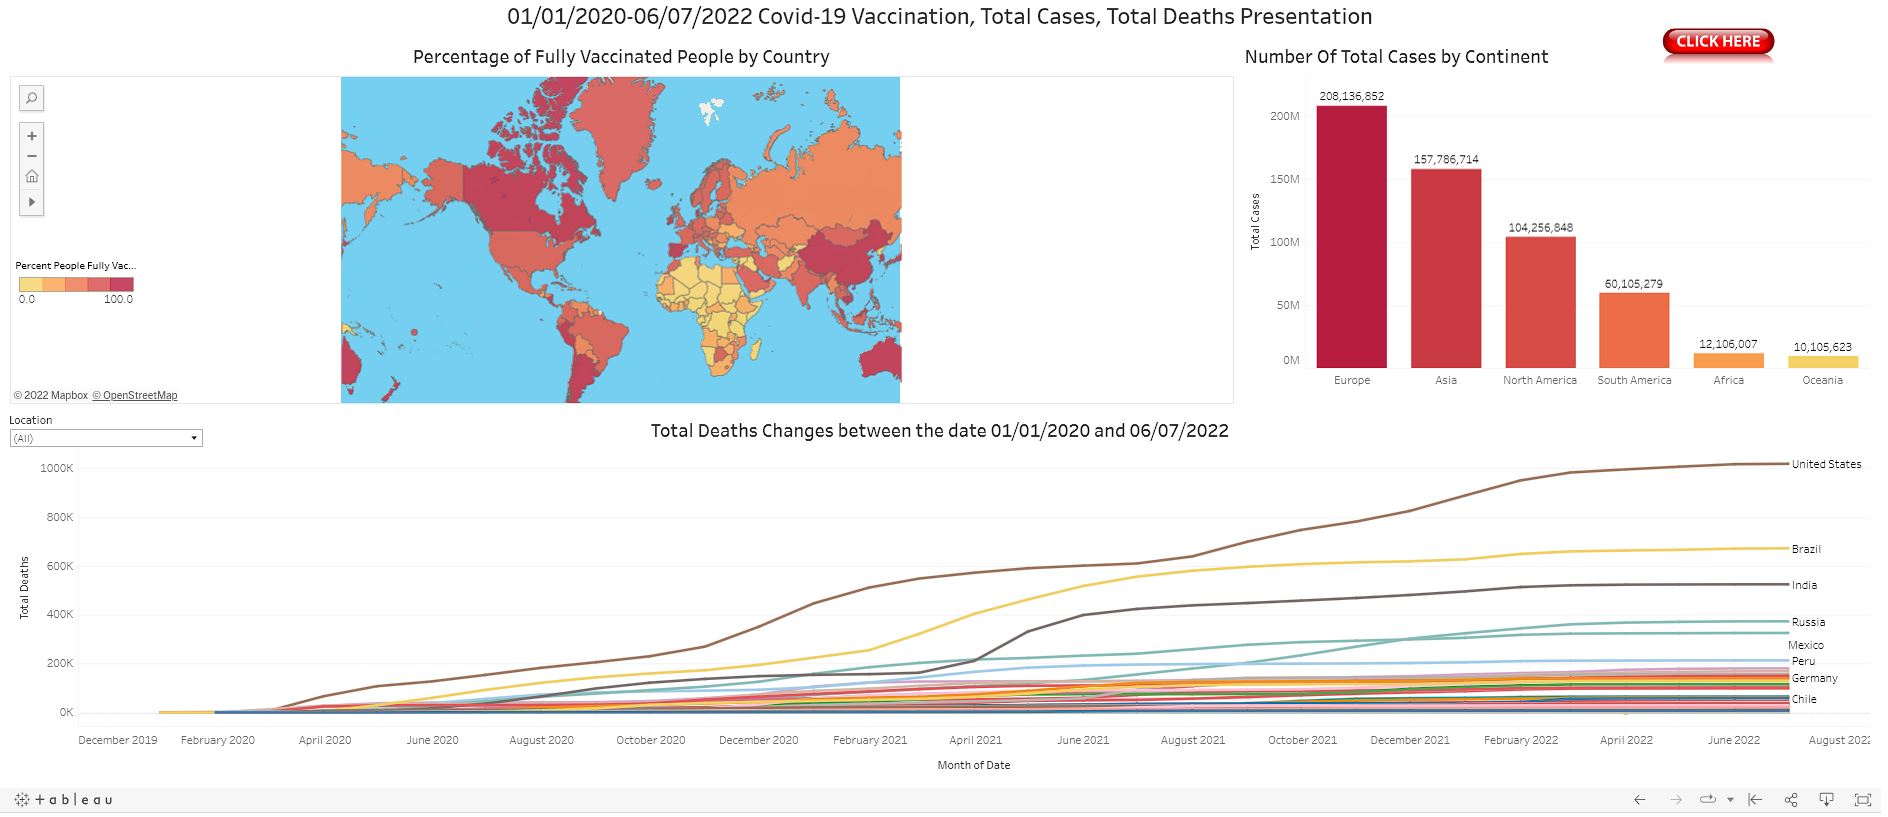 01/01/2020-06/07/2022 Covid-19 Vaccination, Total Cases, Total Deaths Presentation
CLICK HERE
Percentage of Fully Vaccinated People by Country
Number Of Total Cases by Continent
Percent People Fully Vac...
0.0 100.0
© 2022 Mapbox © OpenStreetMap
Total Cases
200M
150M
100M
50M
0M
208,136,852
157,786,714
104,256,848
60,105,279
12,106,007
10,105,623
Europe Asia North America South America Africa Oceania
Location
(All)
Total Deaths Changes between the date 01/01/2020 and 06/07/2022
Total Deaths
1000K
800K
600K
400K
200K
0K
United States
Brazil
India
Russia
Mexico
Peru
Germany
Chile
December 2019 February 2020 April 2020 June 2020 August 2020 October 2020 December 2020 February 2021 April 2021 June 2021 August 2021 October 2021 December 2021 February 2022 April 2022 June 2022 August 2022
Month of Date
+ a b l e a u